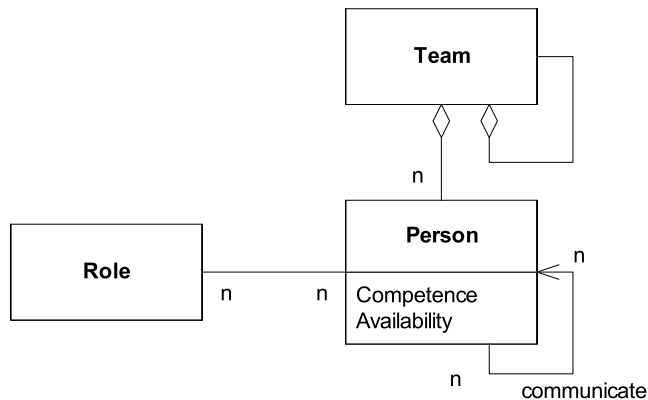 Team
n
Person
n
Role
n
n
Competence
Availability
n
communicate